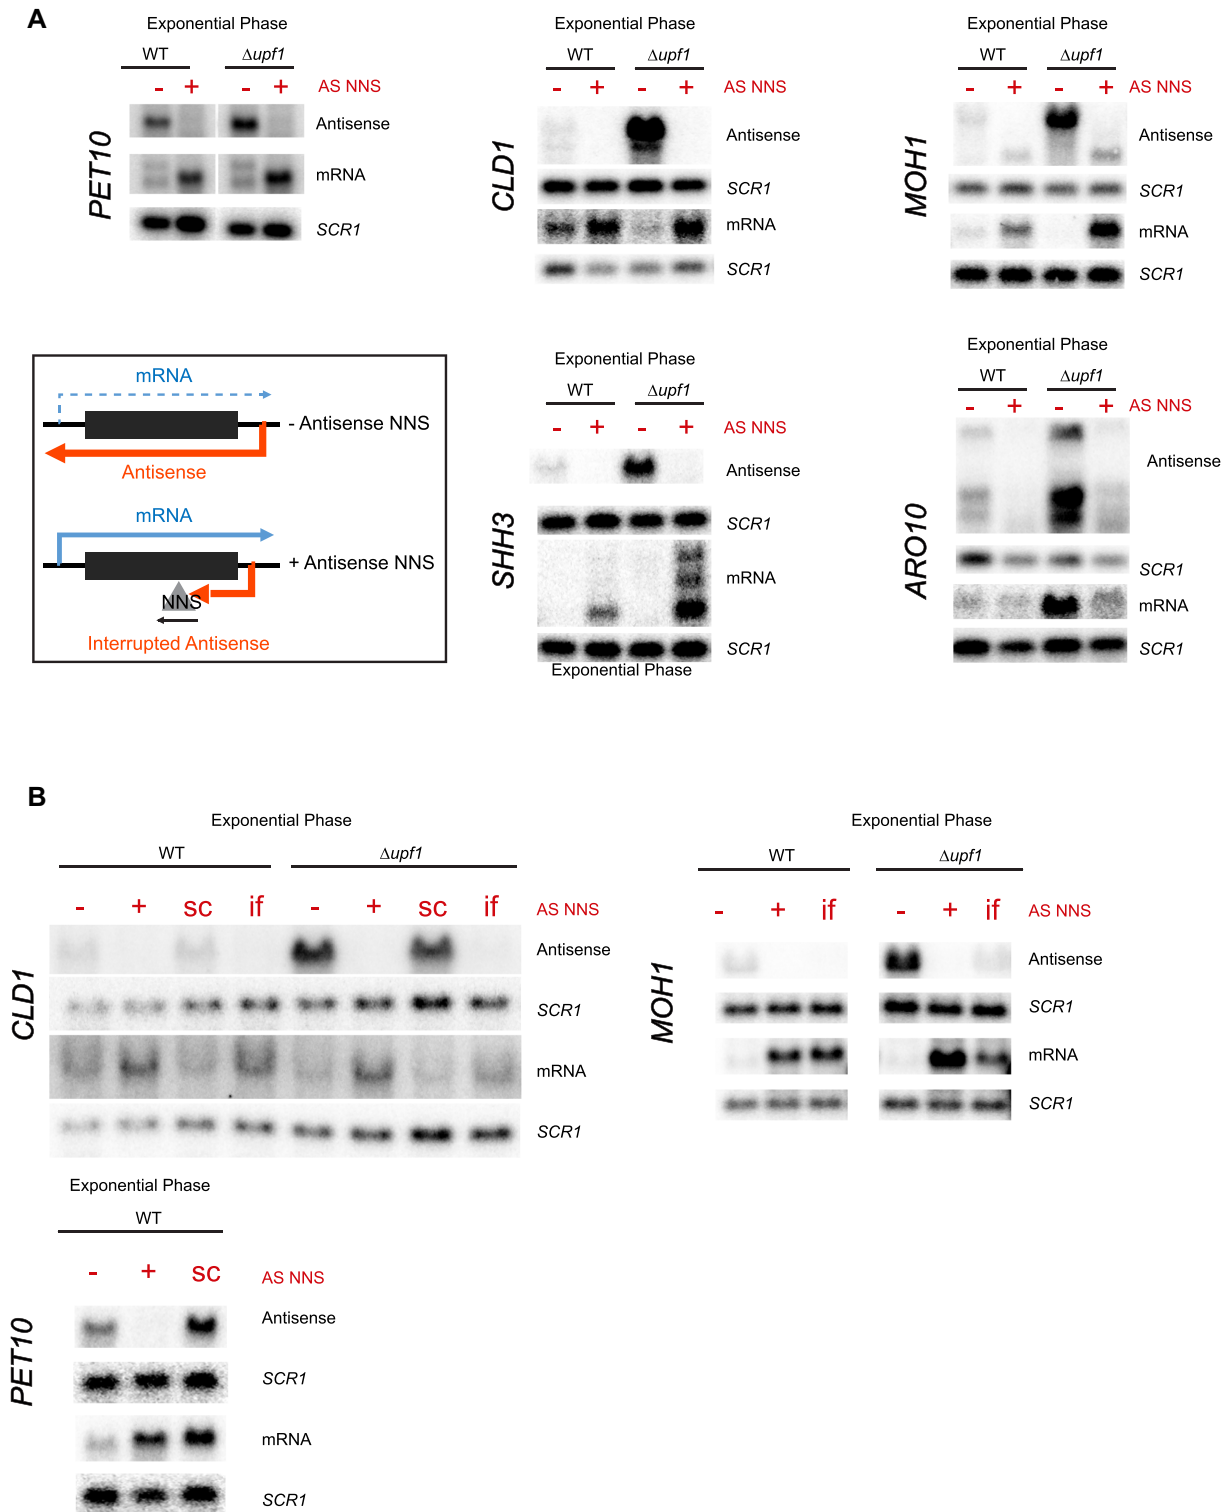 A
Exponential Phase
WT Δupf1
- + - + AS NNS
Antisense
mRNA
SCR1
PET10
Exponential Phase
WT Δupf1
- + - + AS NNS
Antisense
SCR1
mRNA
SCR1
CLD1
Exponential Phase
WT Δupf1
- + - + AS NNS
Antisense
SCR1
mRNA
SCR1
MOH1
mRNA
- Antisense NNS
Antisense
mRNA
+ Antisense NNS
NNS
Interrupted Antisense
Exponential Phase
WT Δupf1
- + - + AS NNS
Antisense
SCR1
mRNA
SCR1
SHH3
Exponential Phase
Exponential Phase
WT Δupf1
- + - + AS NNS
Antisense
SCR1
mRNA
SCR1
ARO10
B
Exponential Phase
WT Δupf1
- + sc if - + sc if AS NNS
Antisense
SCR1
mRNA
SCR1
CLD1
Exponential Phase
WT Δupf1
- + if - + if AS NNS
Antisense
SCR1
mRNA
SCR1
MOH1
Exponential Phase
WT
- + sc AS NNS
Antisense
SCR1
mRNA
SCR1
PET10